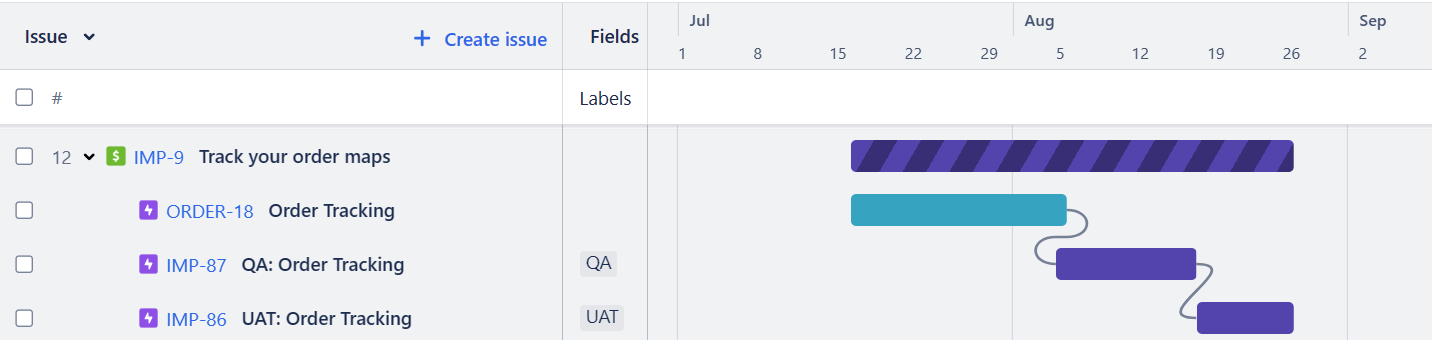 Issue + Create issue Fields Jul Aug Sep
1 8 15 22 29 5 12 19 26 2
# Labels
12 $ IMP-9 Track your order maps
ORDER-18 Order Tracking
IMP-87 QA: Order Tracking QA
IMP-86 UAT: Order Tracking UAT